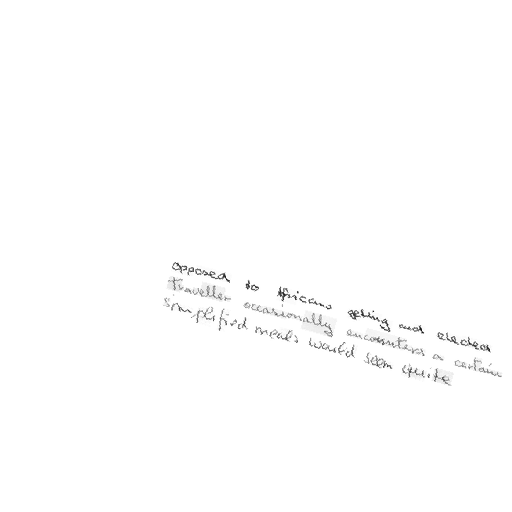 opposed to Africans getting and elected
Traveller occasionally encounters a certain
simplified meals would seem quite